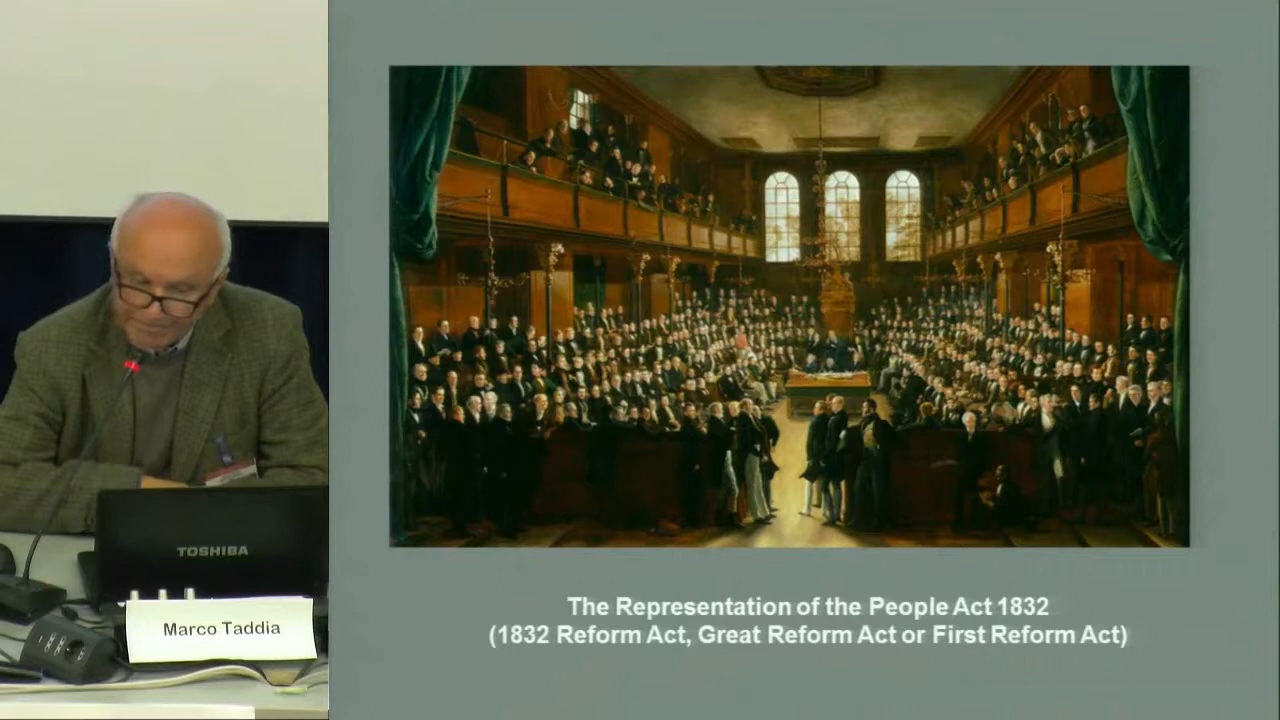 TOSHIBA
Marco Taddia
The Representation of the People Act 1832
(1832 Reform Act, Great Reform Act or First Reform Act)